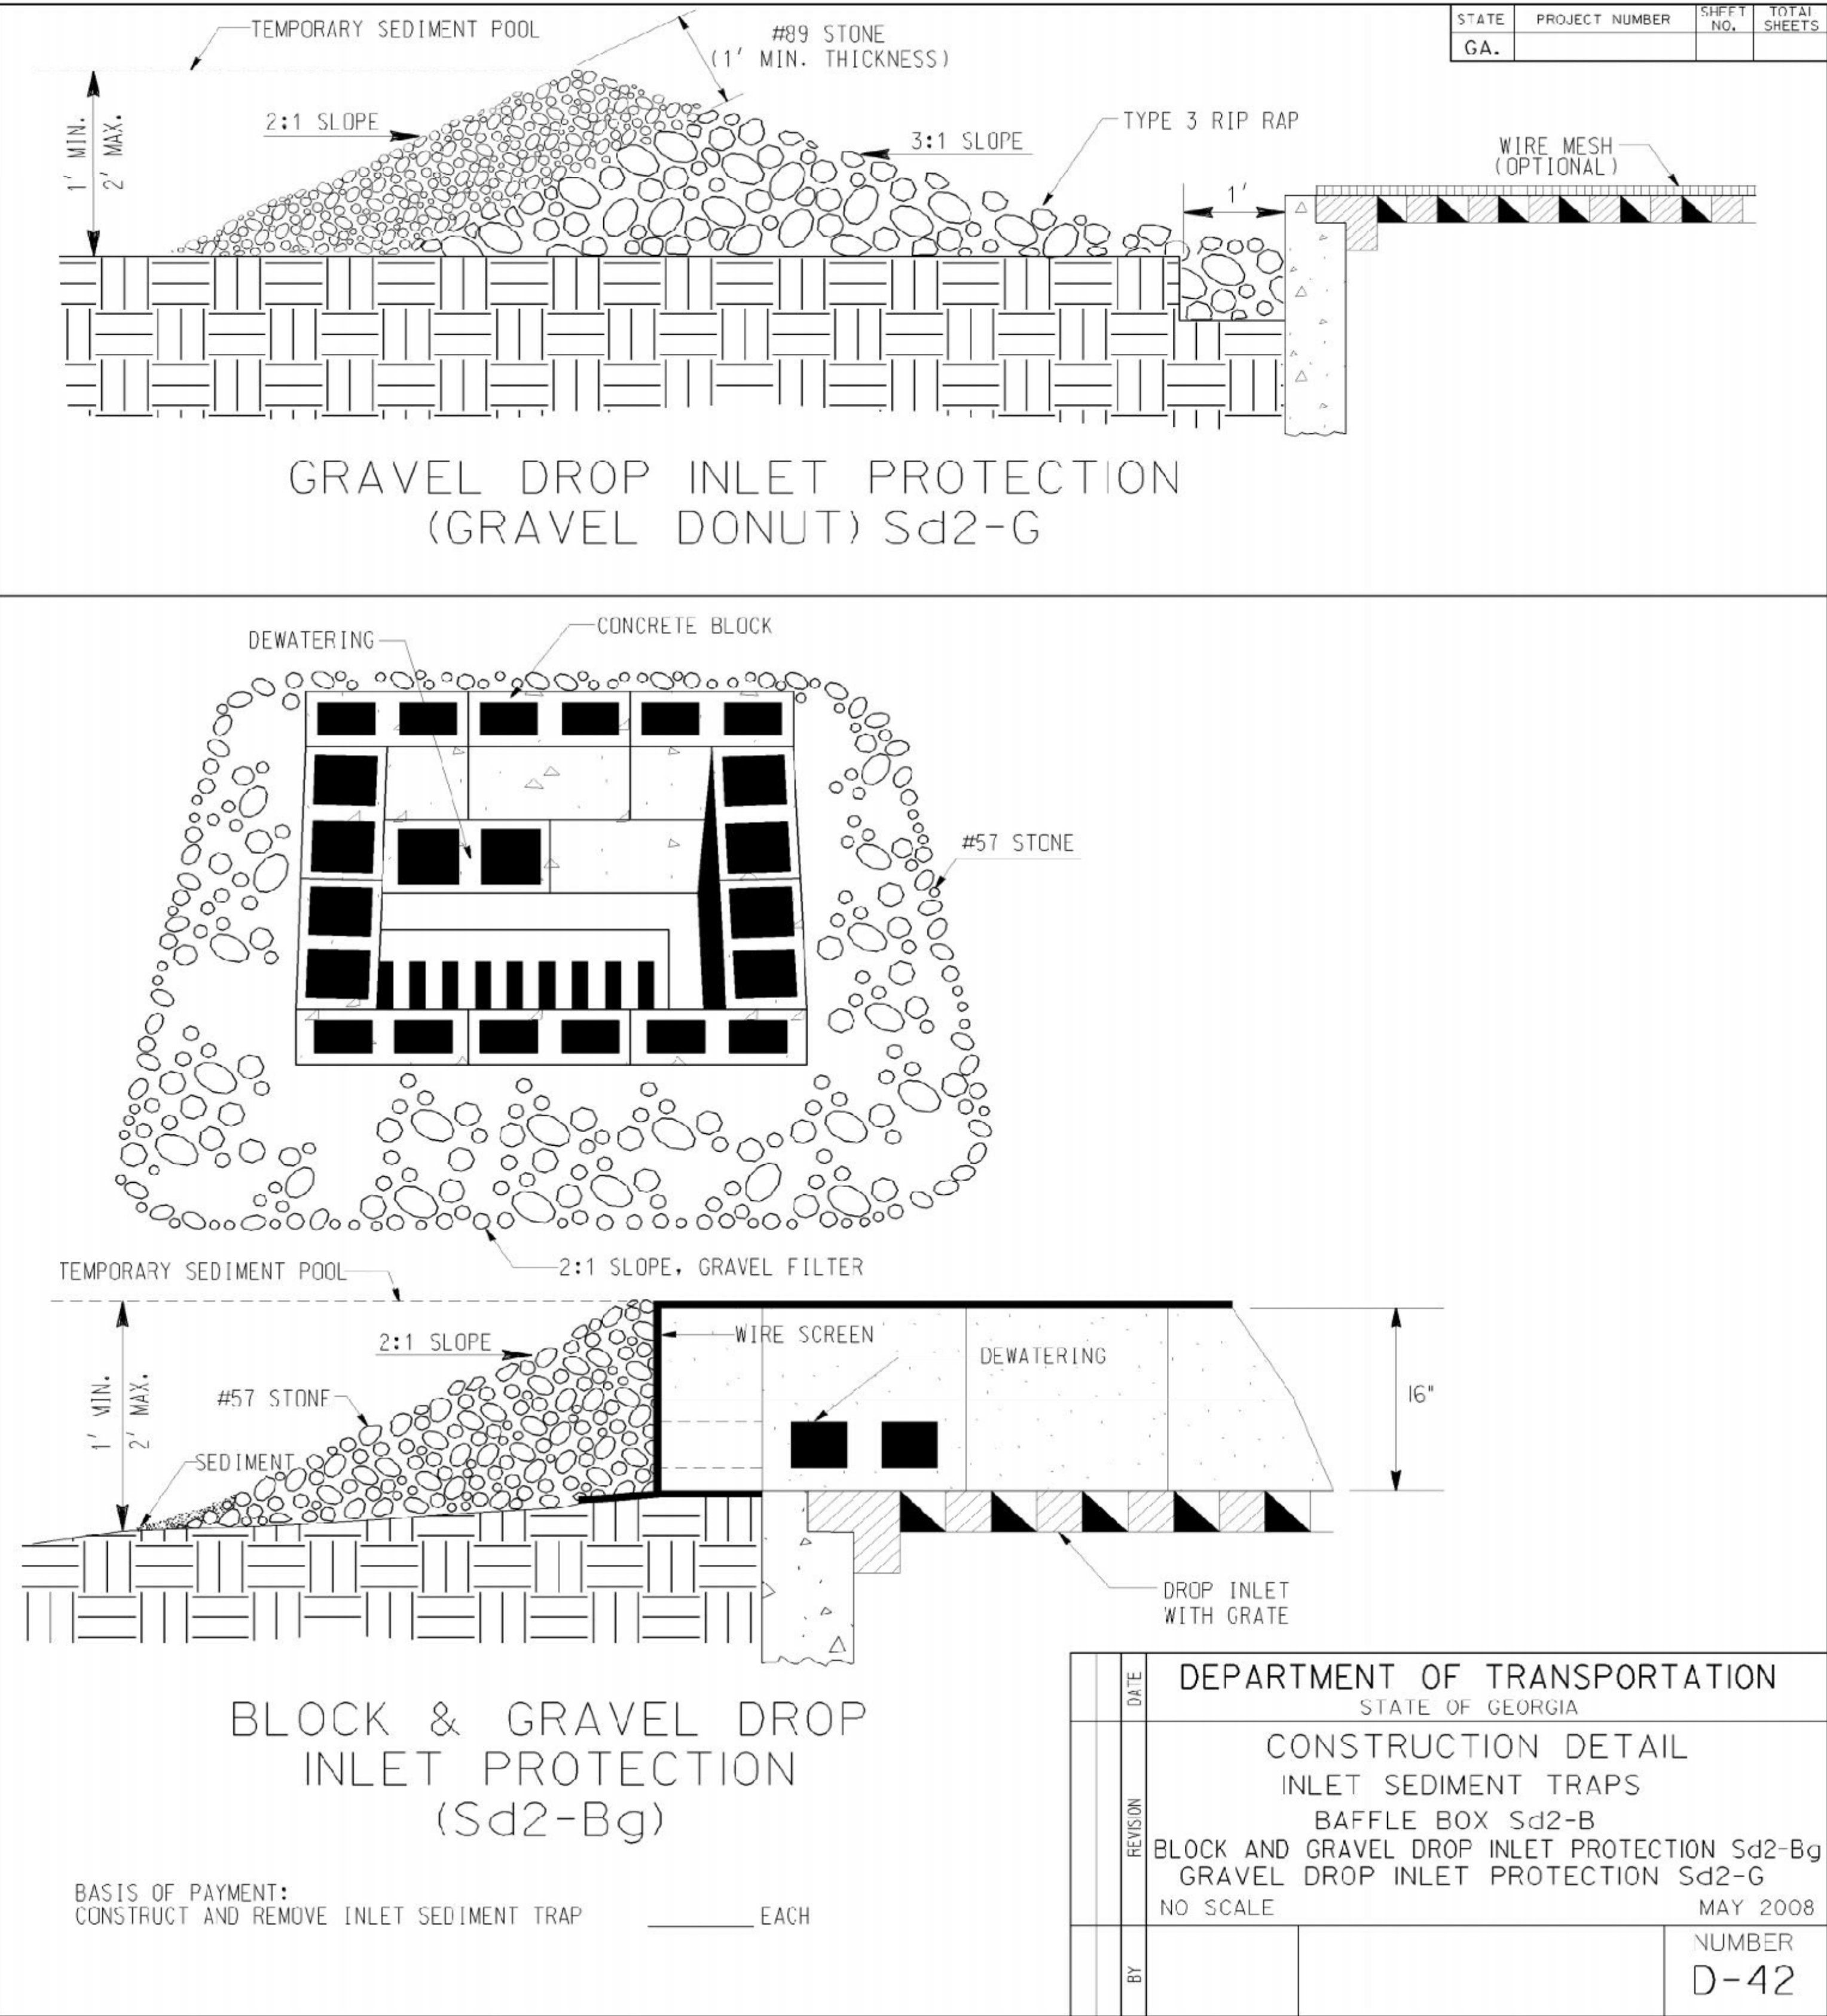 STATE PROJECT NUMBER SHEET NO. TOTAL SHEETS
GA.
TEMPORARY SEDIMENT POOL
#89 STONE
(1' MIN. THICKNESS)
2:1 SLOPE
1' MIN.
2' MAX.
3:1 SLOPE
TYPE 3 RIP RAP
1'
WIRE MESH
(OPTIONAL)
GRAVEL DROP INLET PROTECTION
(GRAVEL DONUT) Sd2-G
DEWATERING
CONCRETE BLOCK
#57 STONE
2:1 SLOPE, GRAVEL FILTER
TEMPORARY SEDIMENT POOL
2:1 SLOPE
WIRE SCREEN
DEWATERING
1' MIN.
2' MAX.
#57 STONE
SEDIMENT
16"
DROP INLET
WITH GRATE
BLOCK & GRAVEL DROP
INLET PROTECTION
(Sd2-Bg)
BASIS OF PAYMENT:
CONSTRUCT AND REMOVE INLET SEDIMENT TRAP ________ EACH
DATE
REVISION
BY
DEPARTMENT OF TRANSPORTATION
STATE OF GEORGIA
CONSTRUCTION DETAIL
INLET SEDIMENT TRAPS
BAFFLE BOX Sd2-B
BLOCK AND GRAVEL DROP INLET PROTECTION Sd2-Bg
GRAVEL DROP INLET PROTECTION Sd2-G
NO SCALE MAY 2008
NUMBER
D-42